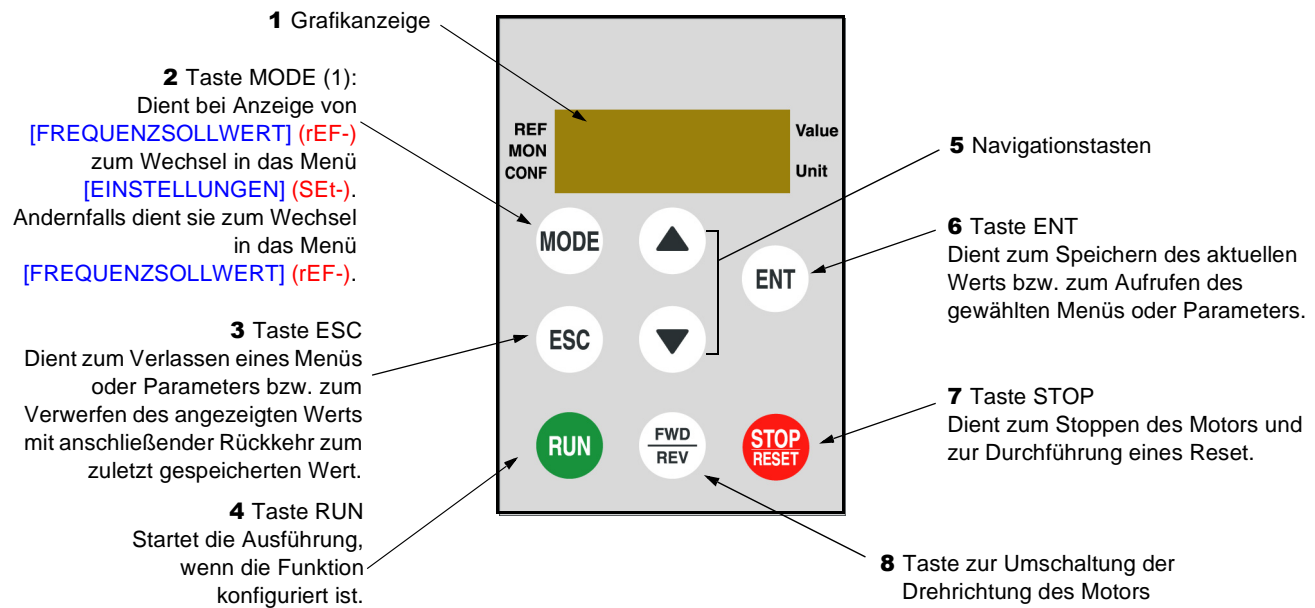 1 Grafikanzeige
2 Taste MODE (1):
Dient bei Anzeige von
[FREQUENZSOLLWERT] (rEF-)
zum Wechsel in das Menü
[EINSTELLUNGEN] (SEt-).
Andernfalls dient sie zum Wechsel
in das Menü
[FREQUENZSOLLWERT] (rEF-).
3 Taste ESC
Dient zum Verlassen eines Menüs
oder Parameters bzw. zum
Verwerfen des angezeigten Werts
mit anschließender Rückkehr zum
zuletzt gespeicherten Wert.
4 Taste RUN
Startet die Ausführung,
wenn die Funktion
konfiguriert ist.
REF
MON
CONF
Value
Unit
MODE
ENT
ESC
RUN
FWD
REV
STOP
RESET
5 Navigationstasten
6 Taste ENT
Dient zum Speichern des aktuellen
Werts bzw. zum Aufrufen des
gewählten Menüs oder Parameters.
7 Taste STOP
Dient zum Stoppen des Motors und
zur Durchführung eines Reset.
8 Taste zur Umschaltung der
Drehrichtung des Motors